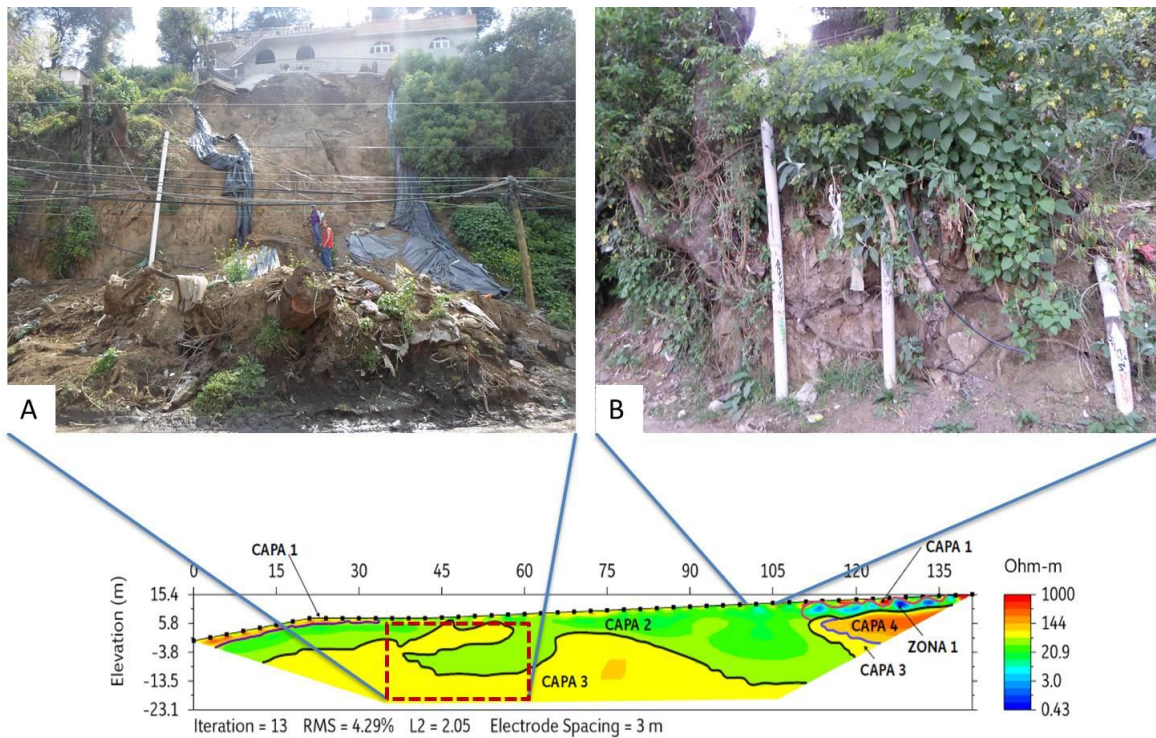 A
B
CAPA 1
CAPA 1
0 15 30 45 60 75 90 105 120 135
Ohm-m
Elevation (m)
15.4
5.8
-3.8
-13.5
-23.1
CAPA 2
CAPA 4
ZONA 1
CAPA 3
CAPA 3
1000
144
20.9
3.0
0.43
Iteration = 13 RMS = 4.29% L2 = 2.05 Electrode Spacing = 3 m